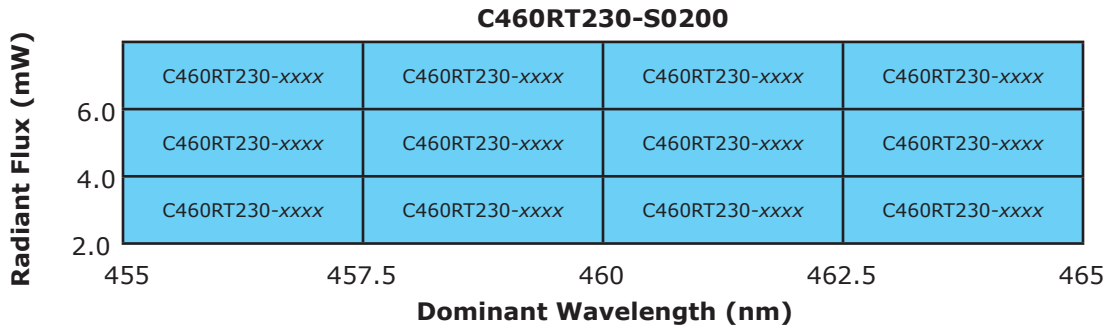 C460RT230-S0200
Radiant Flux (mW)
C460RT230-xxxx C460RT230-xxxx C460RT230-xxxx C460RT230-xxxx
6.0
C460RT230-xxxx C460RT230-xxxx C460RT230-xxxx C460RT230-xxxx
4.0
C460RT230-xxxx C460RT230-xxxx C460RT230-xxxx C460RT230-xxxx
2.0
455 457.5 460 462.5 465
Dominant Wavelength (nm)